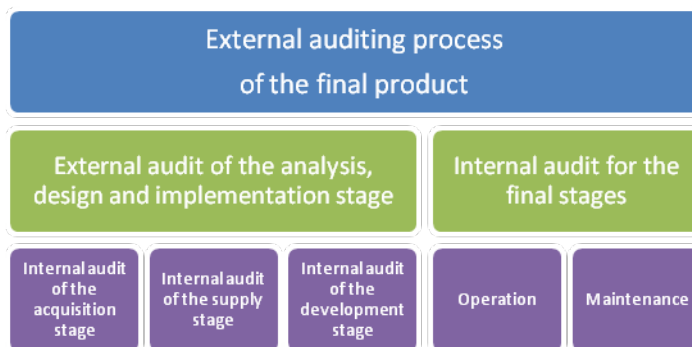 External auditing process
of the final product
External audit of the analysis,
design and implementation stage
Internal audit for the
final stages
Internal audit
of the
acquisition
stage
Internal audit
of the supply
stage
Internal audit
of the
development
stage
Operation
Maintenance